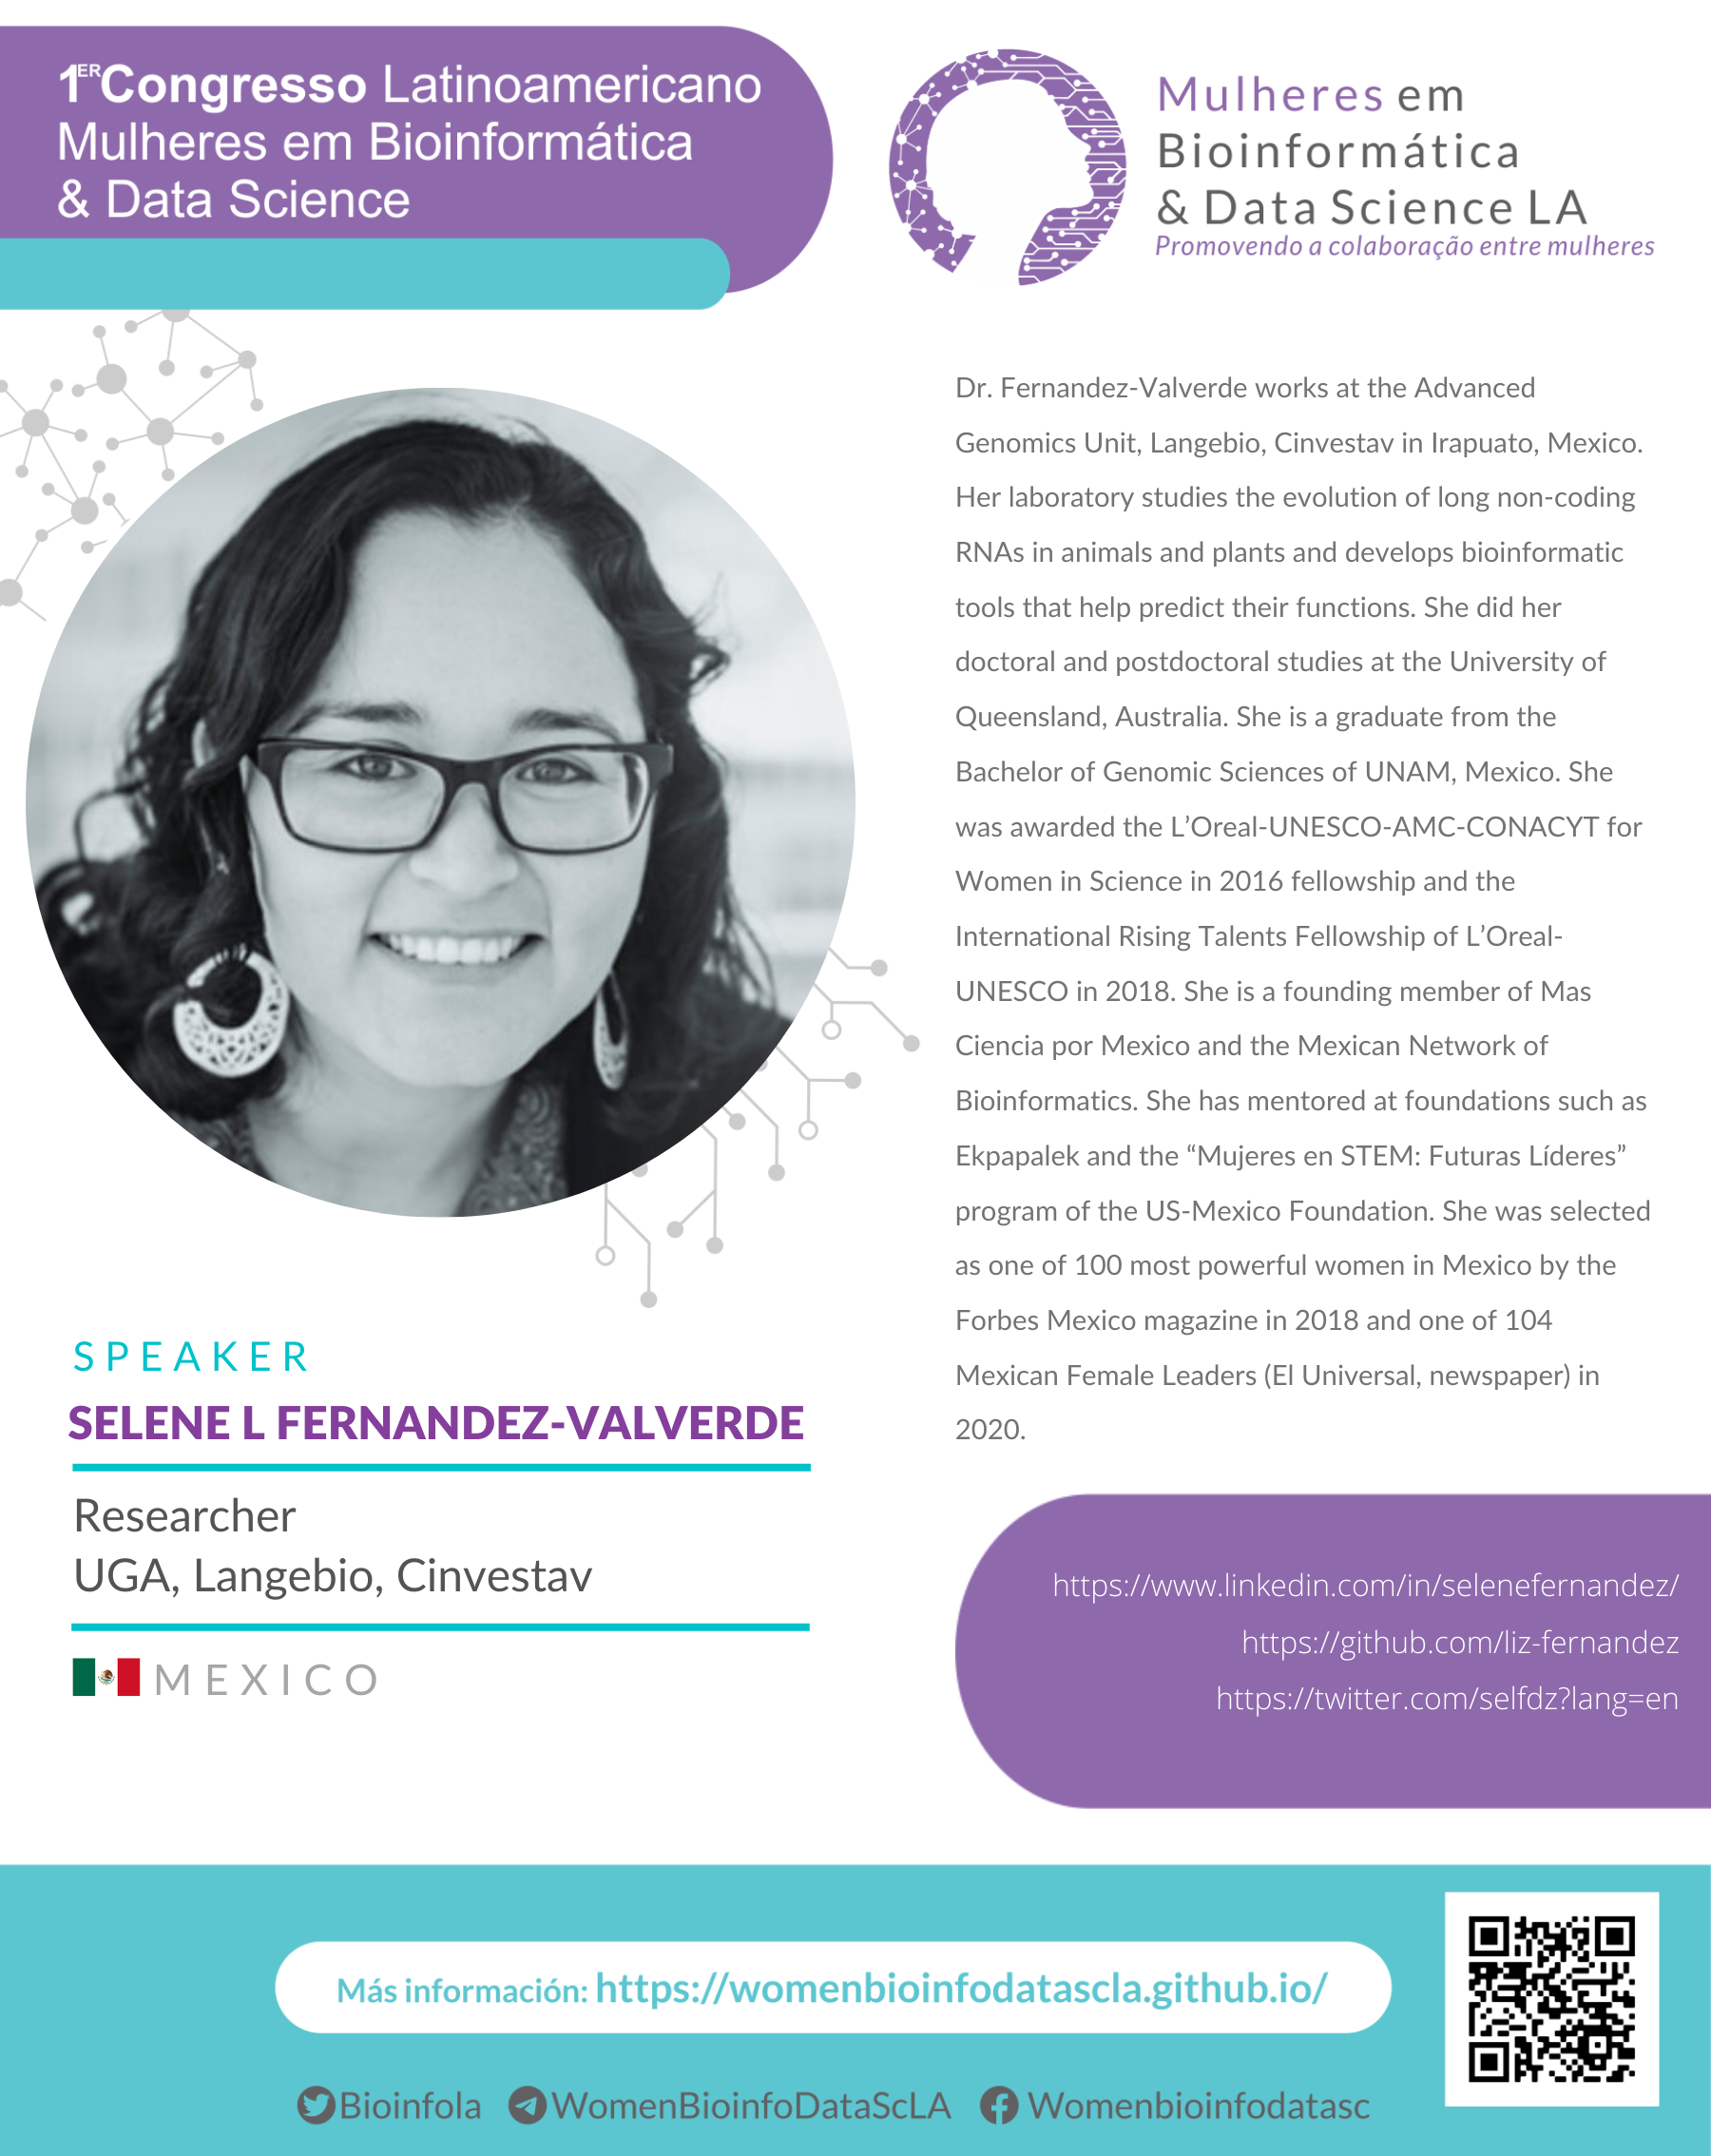 1ER Congresso Latinoamericano
Mulheres em Bioinformática
& Data Science
Mulheres em
Bioinformática
& Data Science LA
Promovendo a colaboração entre mulheres
Dr. Fernandez-Valverde works at the Advanced
Genomics Unit, Langebio, Cinvestav in Irapuato, Mexico.
Her laboratory studies the evolution of long non-coding
RNAs in animals and plants and develops bioinformatic
tools that help predict their functions. She did her
doctoral and postdoctoral studies at the University of
Queensland, Australia. She is a graduate from the
Bachelor of Genomic Sciences of UNAM, Mexico. She
was awarded the L’Oreal-UNESCO-AMC-CONACYT for
Women in Science in 2016 fellowship and the
International Rising Talents Fellowship of L’Oreal-
UNESCO in 2018. She is a founding member of Mas
Ciencia por Mexico and the Mexican Network of
Bioinformatics. She has mentored at foundations such as
Ekpapalek and the “Mujeres en STEM: Futuras Líderes”
program of the US-Mexico Foundation. She was selected
as one of 100 most powerful women in Mexico by the
Forbes Mexico magazine in 2018 and one of 104
Mexican Female Leaders (El Universal, newspaper) in
2020.
SPEAKER
SELENE L FERNANDEZ-VALVERDE
Researcher
UGA, Langebio, Cinvestav
MEXICO
https://www.linkedin.com/in/selenefernandez/
https://github.com/liz-fernandez
https://twitter.com/selfdz?lang=en
Más información: https://womenbioinfodatascla.github.io/
Bioinfola WomenBioinfoDataScLA Womenbioinfodatasc